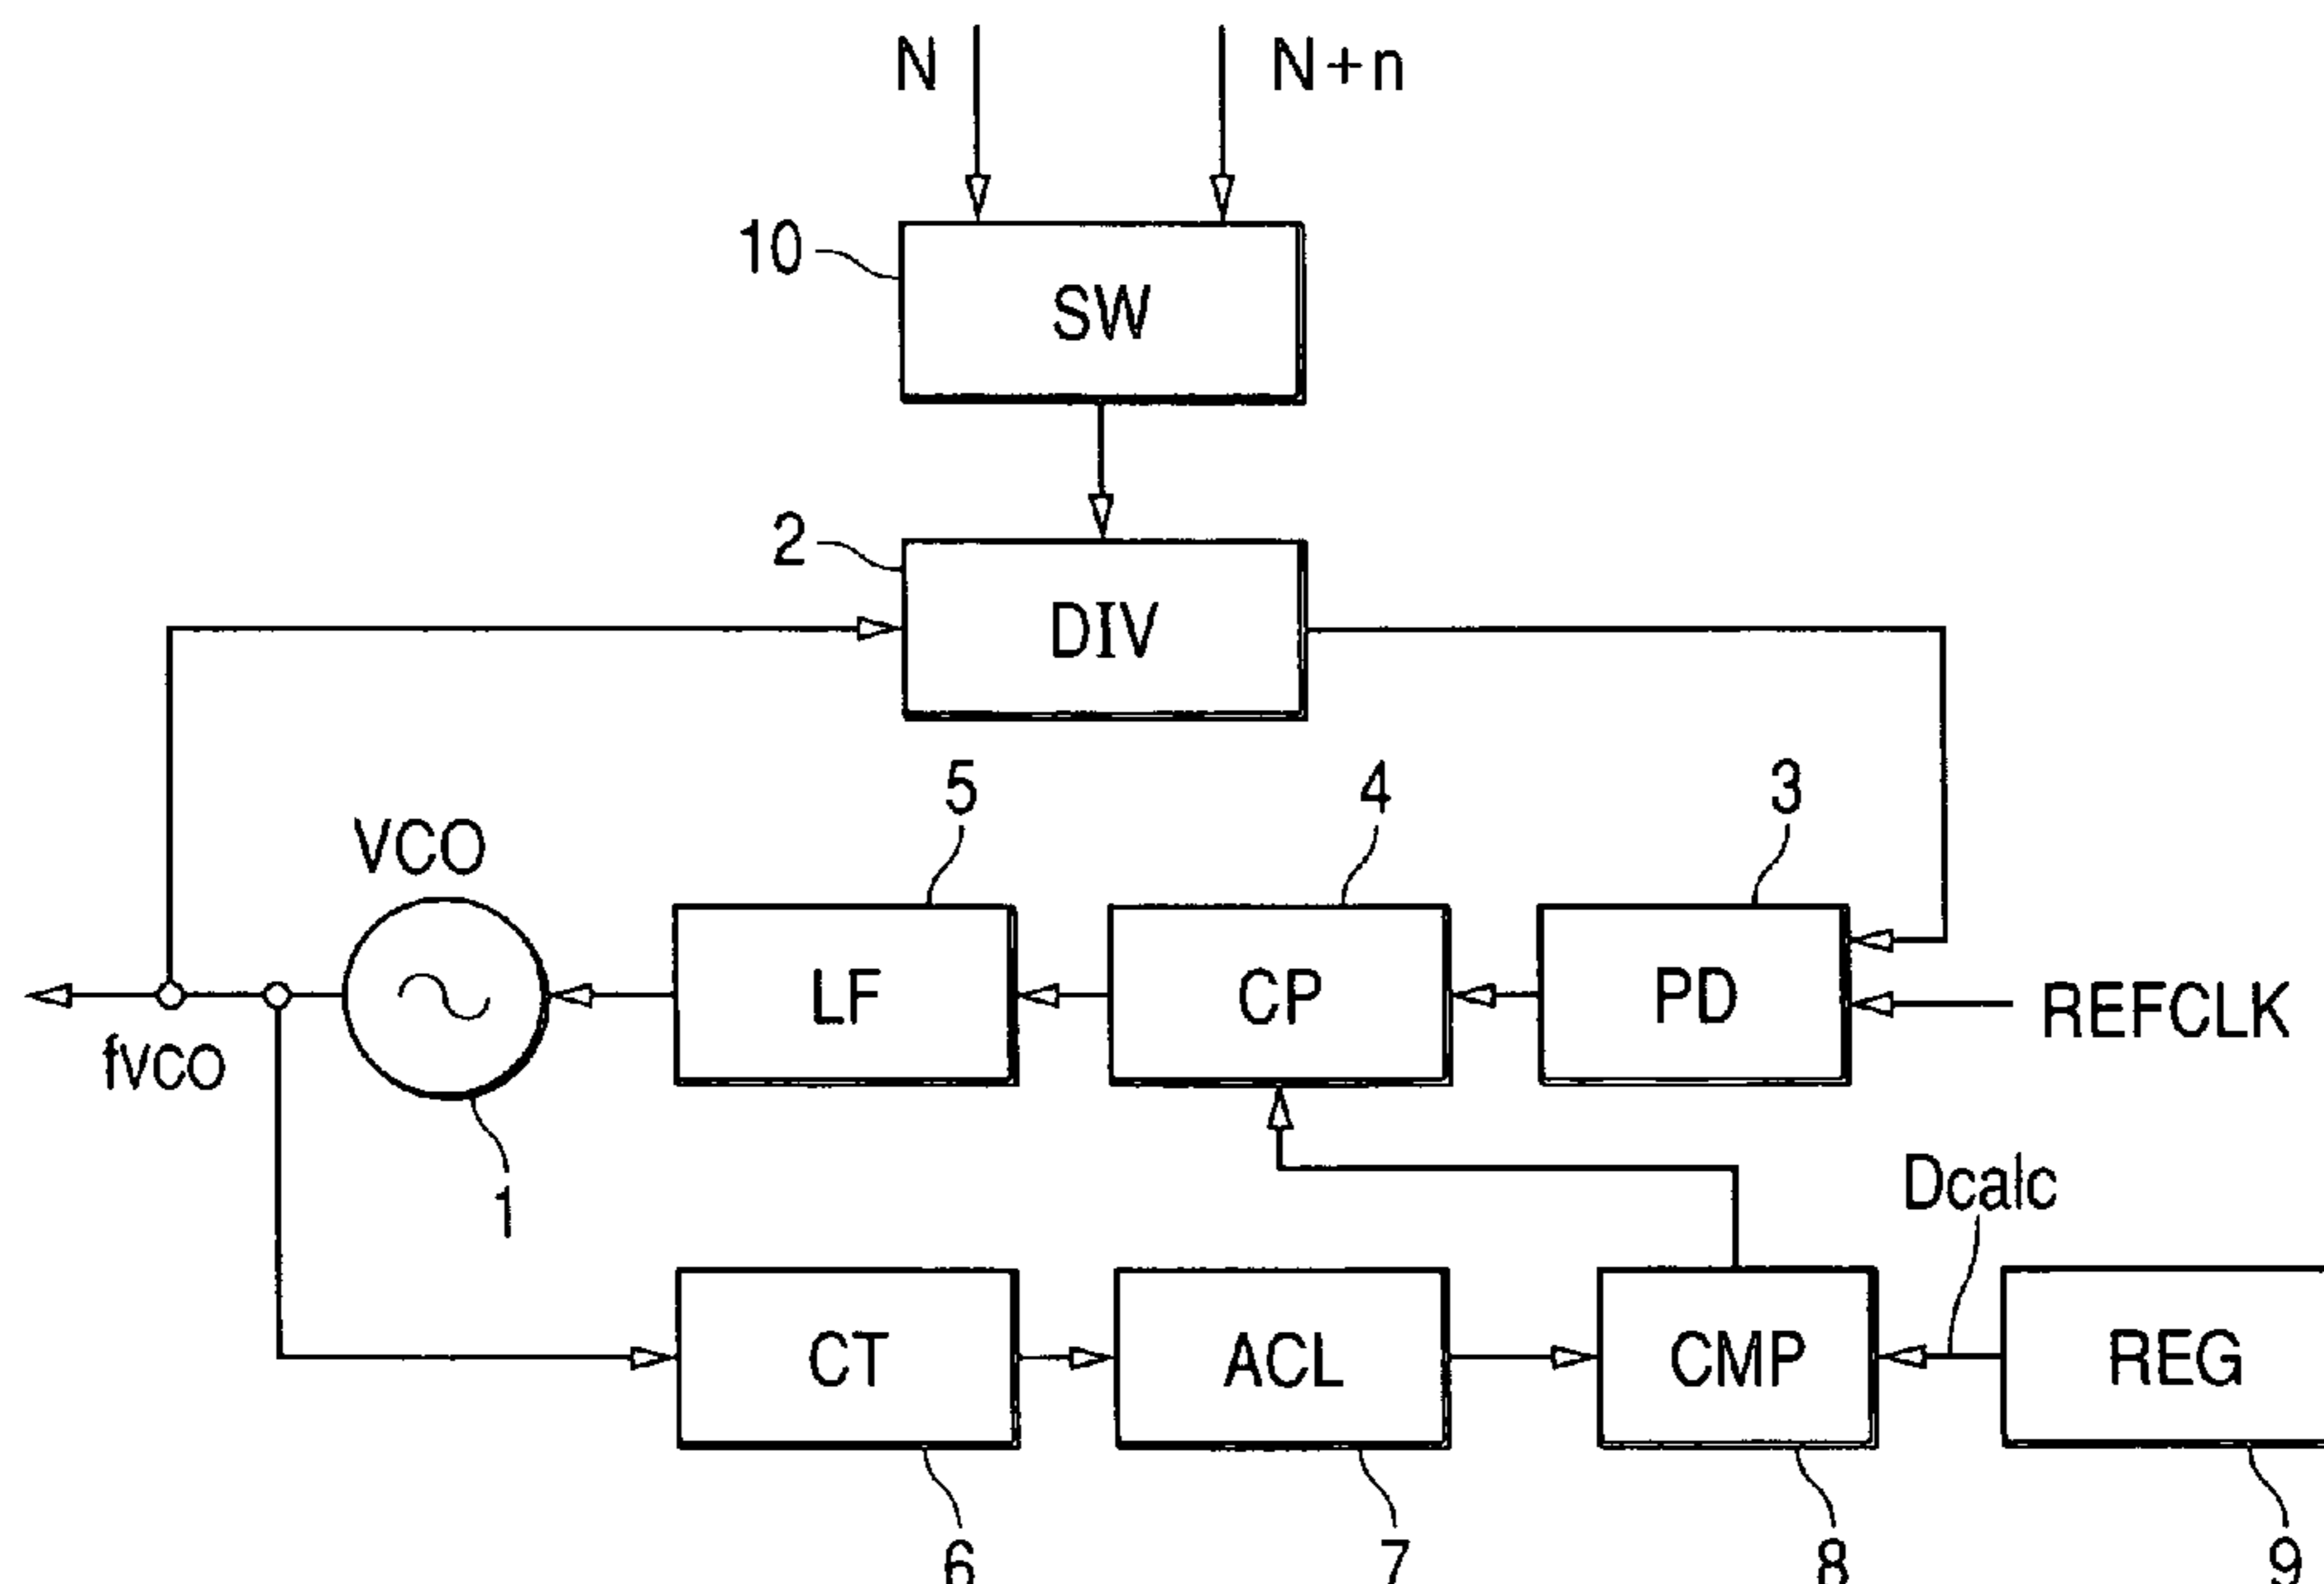 N
N+n
10
SW
2
DIV
5
4
3
VCO
LF
CP
PD
REFCLK
fvco
1
Dcalc
CT
ACL
CMP
REG
6
7
8
9